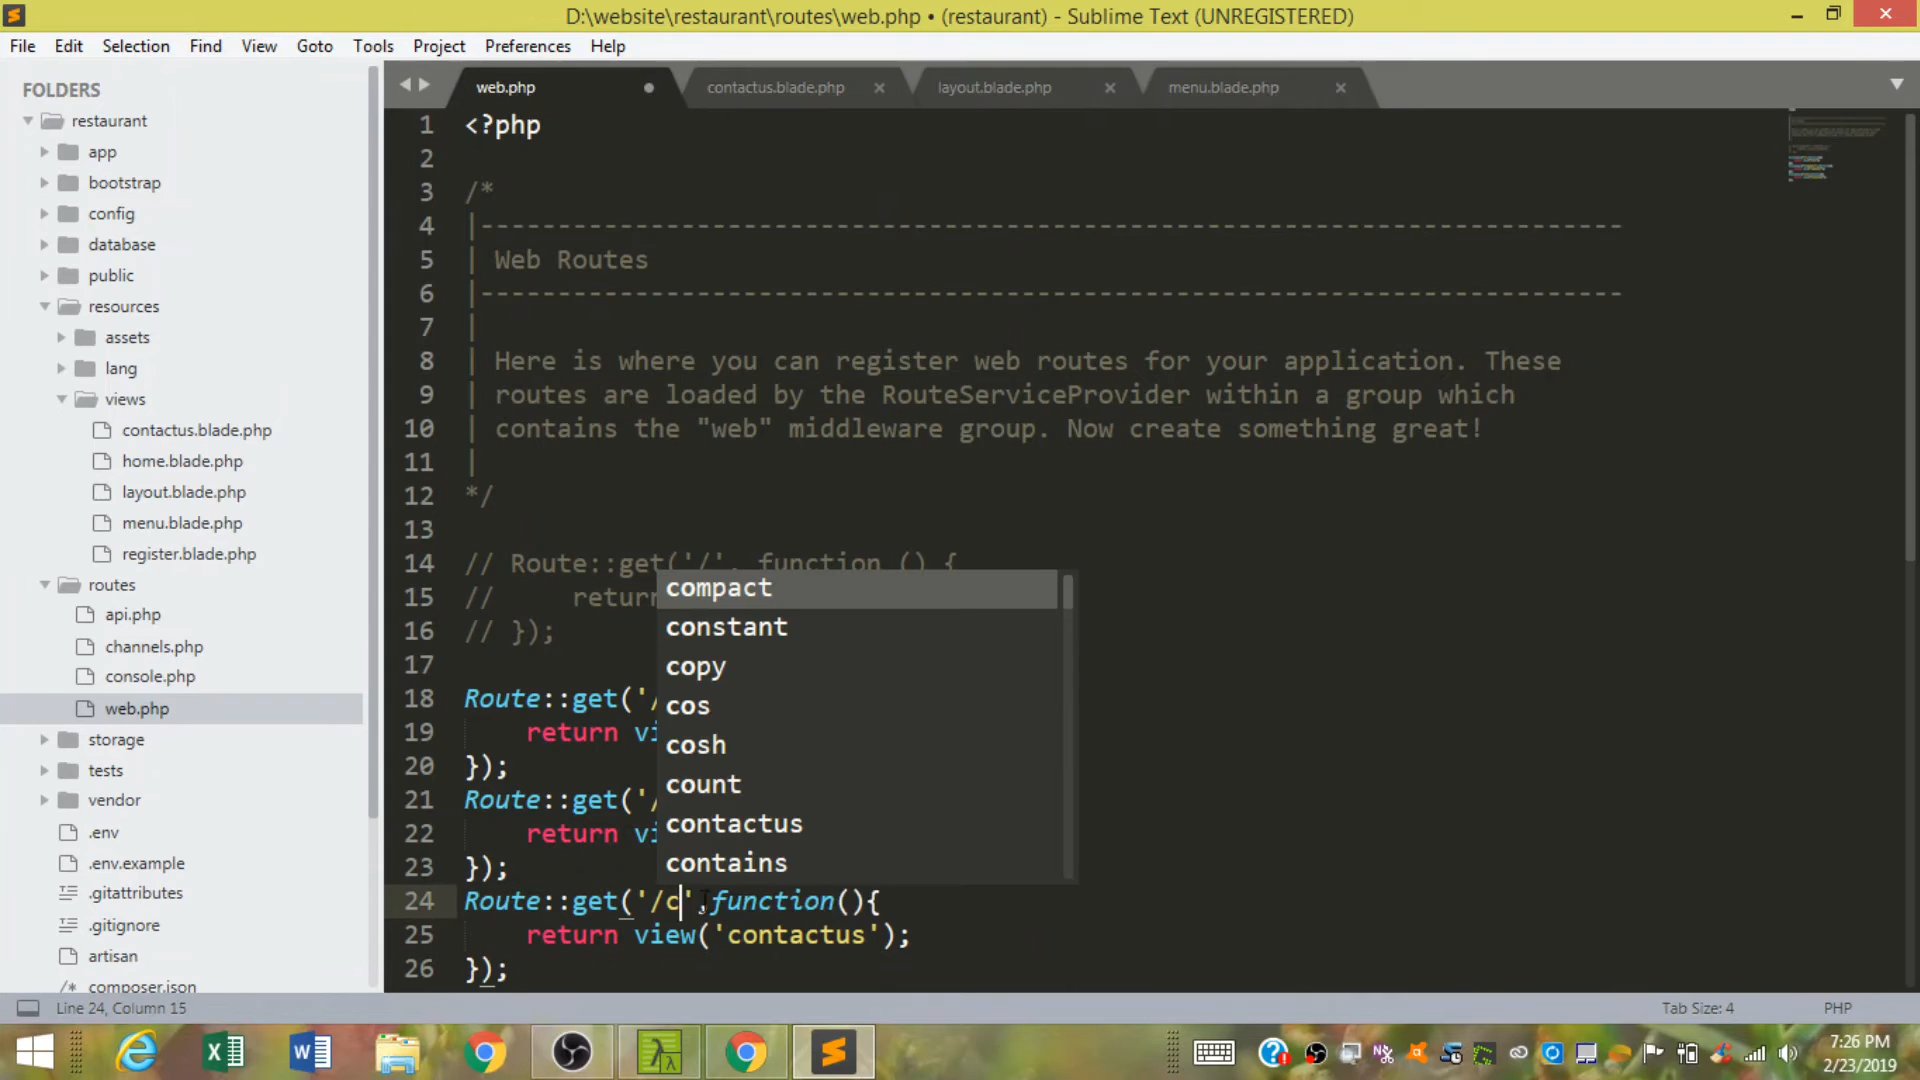 D:\website\restaurant\routes\web.php • (restaurant) - Sublime Text (UNREGISTERED)
File Edit Selection Find View Goto Tools Project Preferences Help
FOLDERS
restaurant
app
bootstrap
config
database
public
resources
assets
lang
views
contactus.blade.php
home.blade.php
layout.blade.php
menu.blade.php
register.blade.php
routes
api.php
channels.php
console.php
web.php
storage
tests
vendor
.env
.env.example
.gitattributes
.gitignore
artisan
composer.json
web.php contactus.blade.php layout.blade.php menu.blade.php
1 <?php
2
3 /*
4 |--------------------------------------------------------------------------
5 | Web Routes
6 |--------------------------------------------------------------------------
7 |
8 | Here is where you can register web routes for your application. These
9 | routes are loaded by the RouteServiceProvider within a group which
10 | contains the "web" middleware group. Now create something great!
11 |
12 */
13
14 // Route::get('/', function () {
15 // return
16 // });
17
18 Route::get('/
19 return vi
20 });
21 Route::get('/
22 return vi
23 });
24 Route::get('/c',function(){
25 return view('contactus');
26 });
compact
constant
copy
cos
cosh
count
contactus
contains
Line 24, Column 15
Tab Size: 4 PHP
7:26 PM
2/23/2019